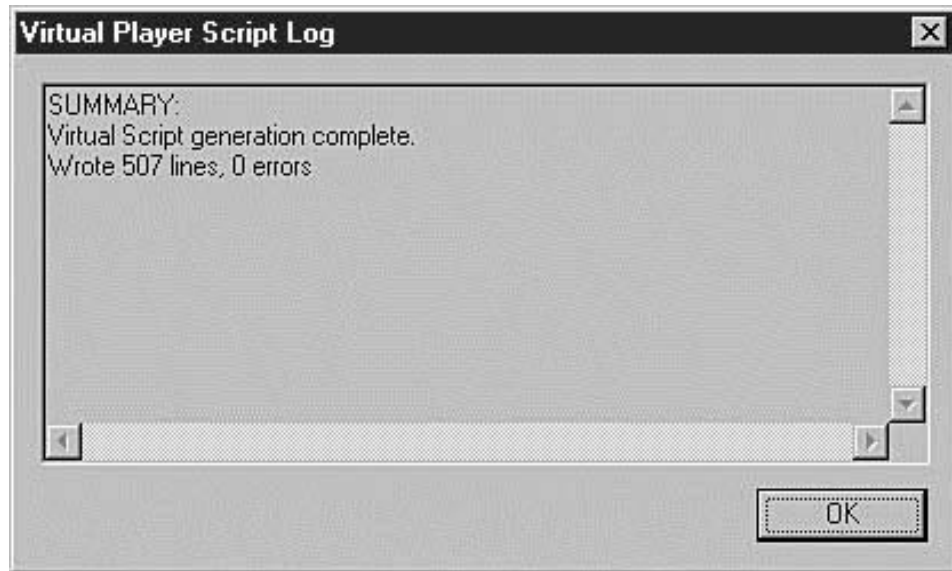 Virtual Player Script Log
SUMMARY:
Virtual Script generation complete.
Wrote 507 lines, 0 errors
OK